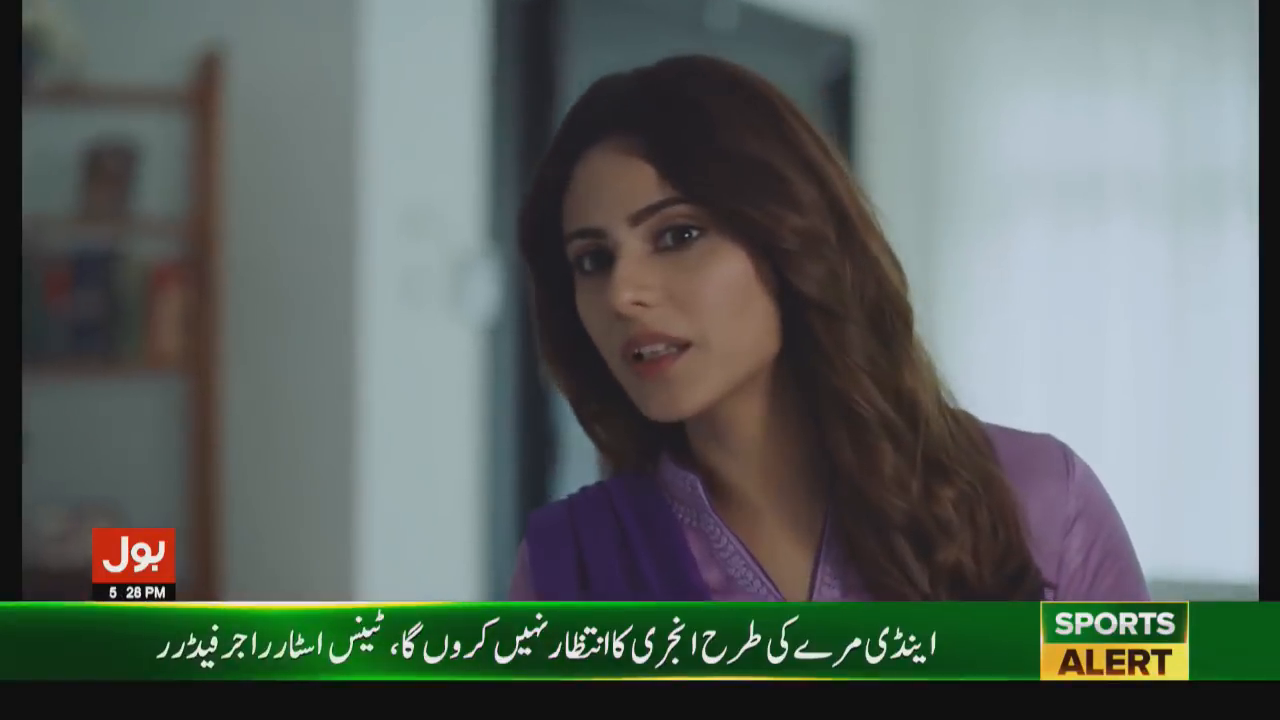 بول
5 28 PM
اینڈی مرے کی طرح انجری کا انتظار نہیں کروں گا، ٹینس اسٹار راجر فیڈرر
SPORTS
ALERT